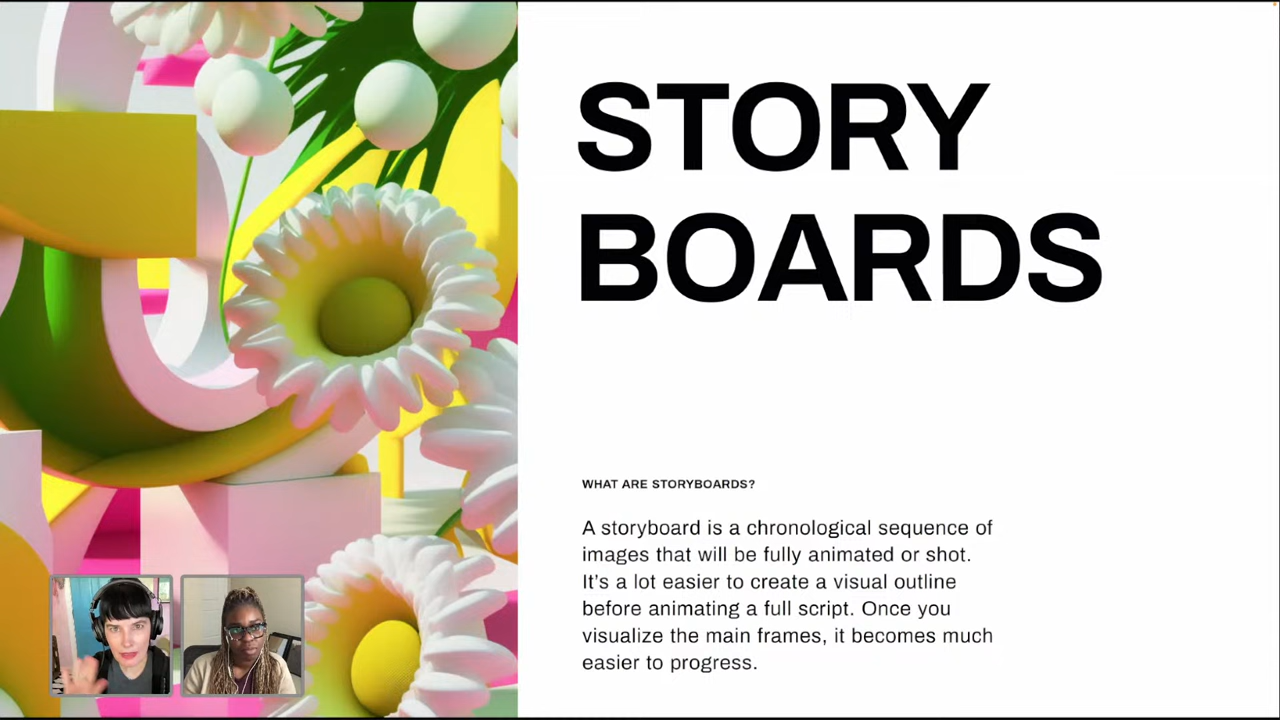 STORY
BOARDS
WHAT ARE STORYBOARDS?
A storyboard is a chronological sequence of
images that will be fully animated or shot.
It’s a lot easier to create a visual outline
before animating a full script. Once you
visualize the main frames, it becomes much
easier to progress.